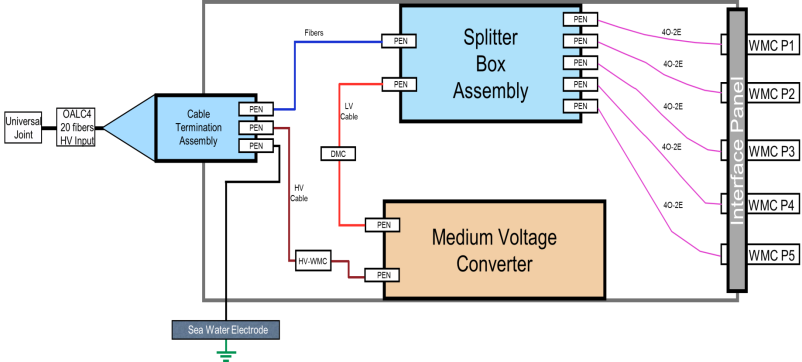 Universal
Joint
OALC4
20 fibers
HV Input
Cable
Termination
Assembly
PEN
PEN
PEN
Fibers
HV
Cable
HV-WMC
LV
Cable
DMC
PEN
PEN
Splitter
Box
Assembly
PEN
PEN
PEN
PEN
PEN
PEN
PEN
Medium Voltage
Converter
4O-2E
4O-2E
4O-2E
4O-2E
4O-2E
Interface Panel
WMC P1
WMC P2
WMC P3
WMC P4
WMC P5
Sea Water Electrode